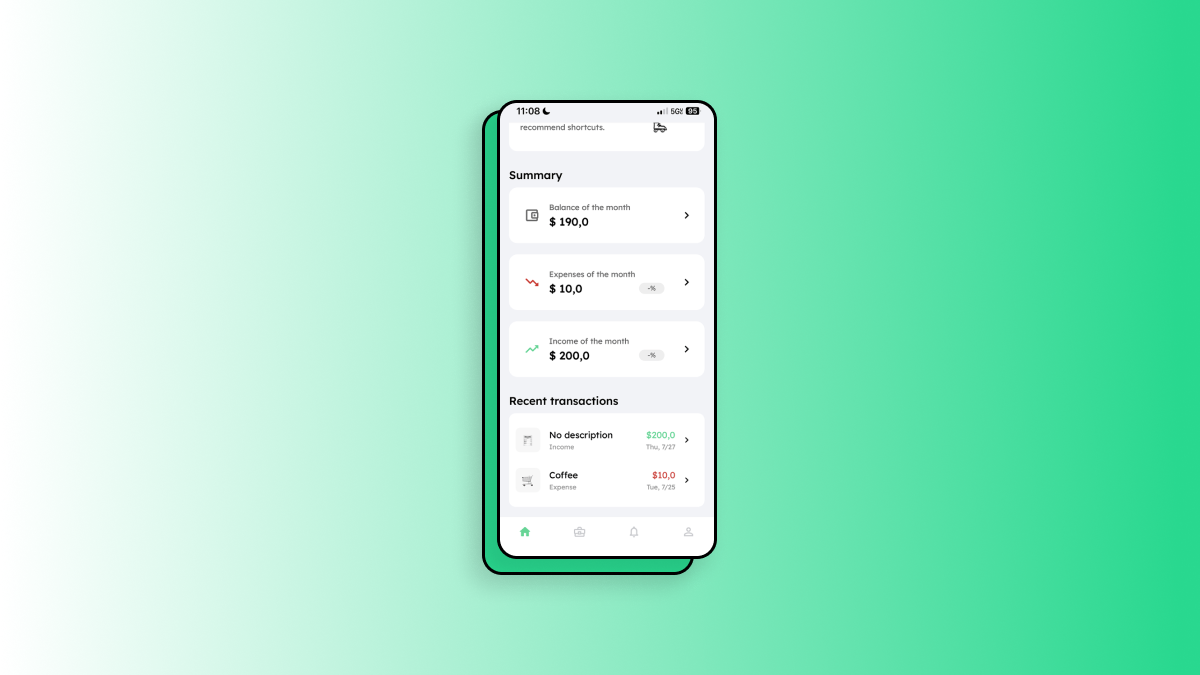 11:08
5G 95
recommend shortcuts.
Summary
Balance of the month
$ 190,0
Expenses of the month
$ 10,0
-%
Income of the month
$ 200,0
-%
Recent transactions
No description
$200,0
Income
Thu, 7/27
Coffee
$10,0
Expense
Tue, 7/25